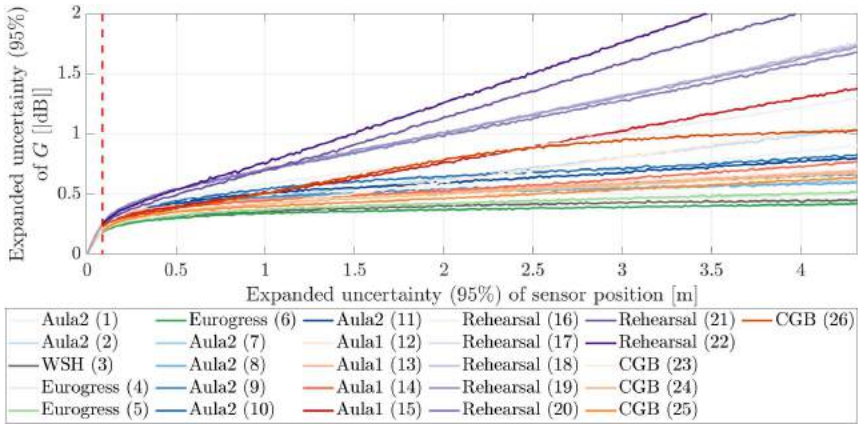 Expanded uncertainty (95%)
of G [|dB]
2
1.5
1
0.5
0
0 0.5 1 1.5 2 2.5 3 3.5 4
Expanded uncertainty (95%) of sensor position [m]
Aula2 (1) Eurogress (6) Aula2 (11) Rehearsal (16) Rehearsal (21) CGB (26)
Aula2 (2) Aula2 (7) Aula1 (12) Rehearsal (17) Rehearsal (22)
WSH (3) Aula2 (8) Aula1 (13) Rehearsal (18) CGB (23)
Eurogress (4) Aula2 (9) Aula1 (14) Rehearsal (19) CGB (24)
Eurogress (5) Aula2 (10) Aula1 (15) Rehearsal (20) CGB (25)